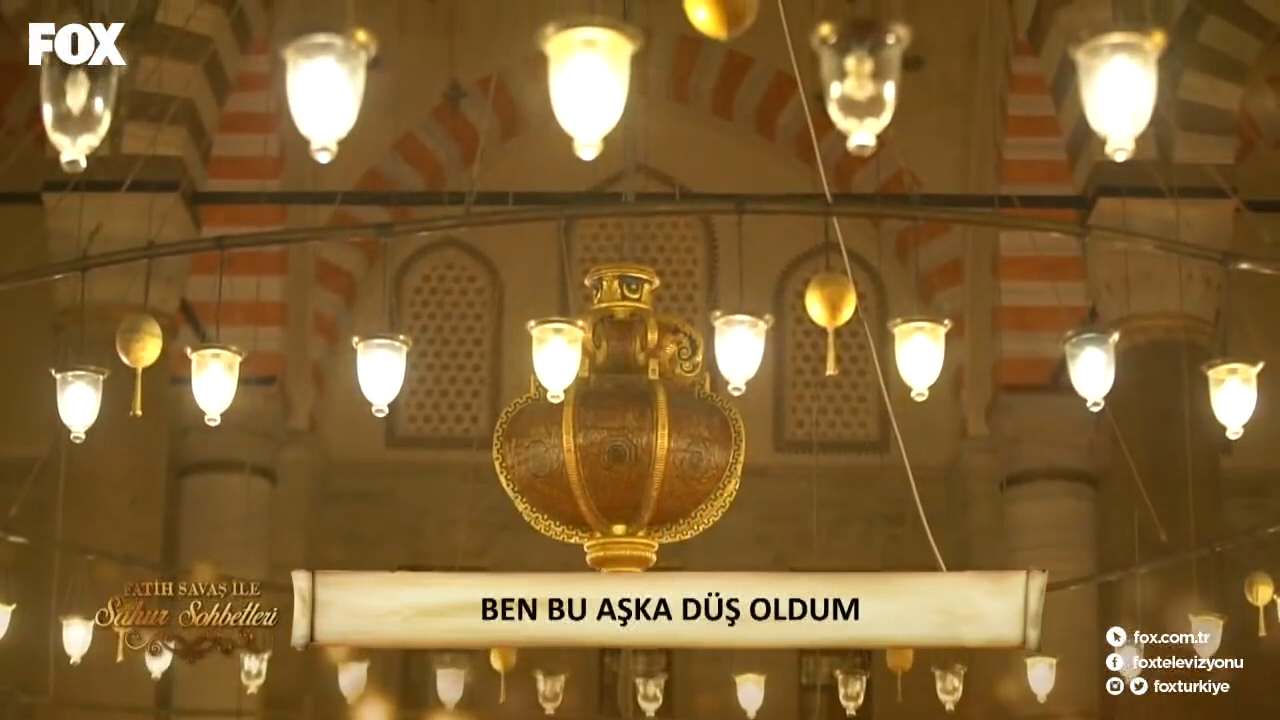 FOX
FATİH SAVAŞ İLE
Sahur Sohbetleri
BEN BU AŞKA DÜŞ OLDUM
fox.com.tr
foxtelevizyonu
foxturkiye